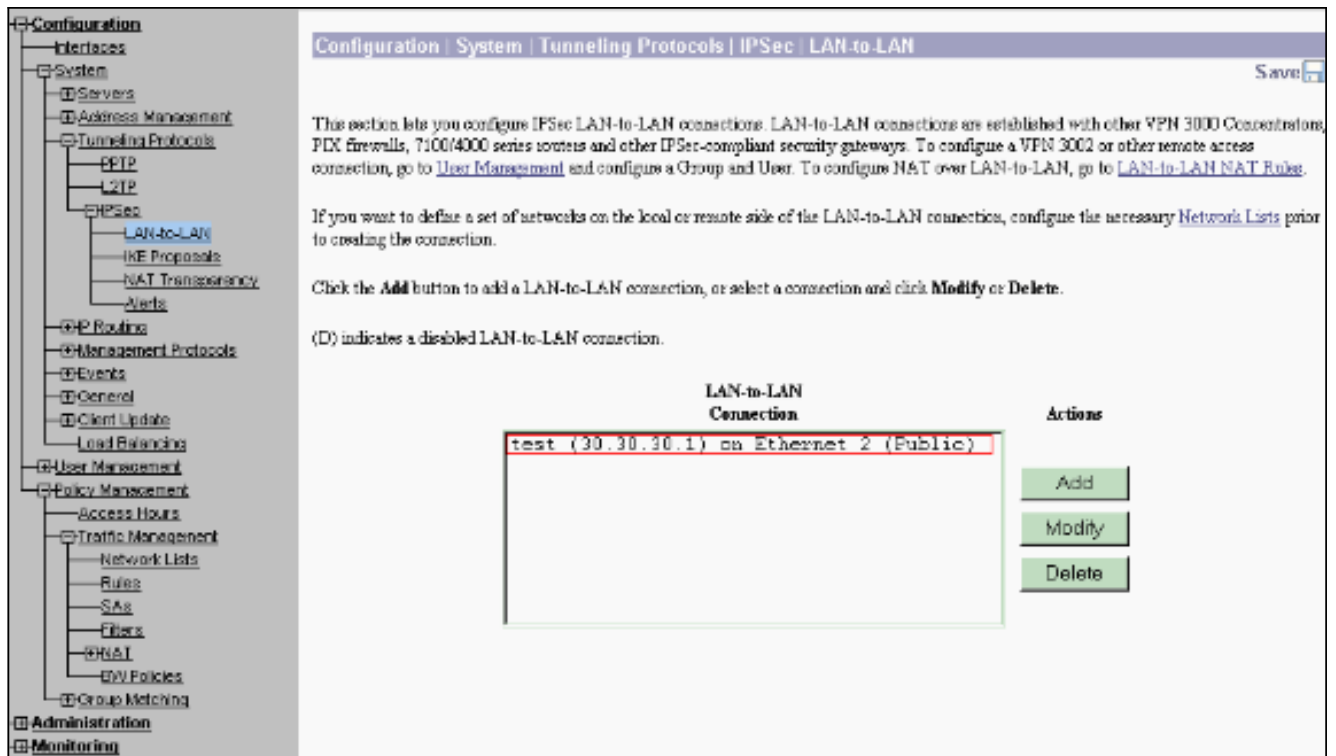 Configuration
Interfaces
System
Servers
Address Management
Tunneling Protocols
PPTP
L2TP
IPSec
LAN-to-LAN
IKE Proposals
NAT Transparency
Alerts
IP Routing
Management Protocols
Events
General
Client Update
Load Balancing
User Management
Policy Management
Access Hours
Traffic Management
Network Lists
Rules
SAs
Filters
NAT
BW Policies
Group Matching
Administration
Monitoring
Configuration | System | Tunneling Protocols | IPSec | LAN-to-LAN
Save
This section lets you configure IPSec LAN-to-LAN connections. LAN-to-LAN connections are established with other VPN 3000 Concentrators,
PIX firewalls, 7100/4000 series routers and other IPSec-compliant security gateways. To configure a VPN 3002 or other remote access
connection, go to User Management and configure a Group and User. To configure NAT over LAN-to-LAN, go to LAN-to-LAN NAT Rules.
If you want to define a set of networks on the local or remote side of the LAN-to-LAN connection, configure the necessary Network Lists prior
to creating the connection.
Click the Add button to add a LAN-to-LAN connection, or select a connection and click Modify or Delete.
(D) indicates a disabled LAN-to-LAN connection.
LAN-to-LAN
Connection
Actions
test (30.30.30.1) on Ethernet 2 (Public)
Add
Modify
Delete